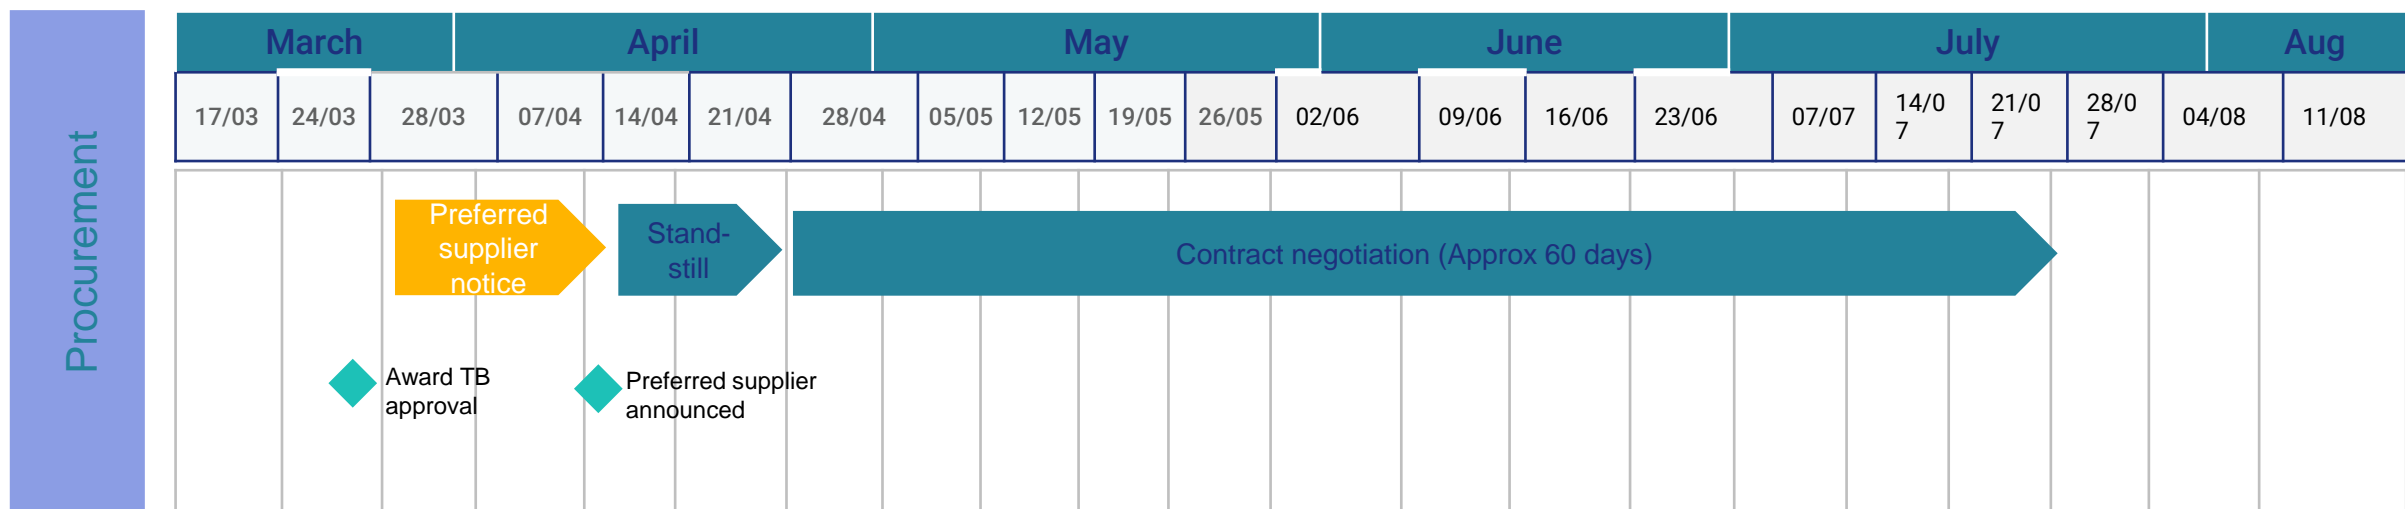 Procurement
March
April
May
June
July
Aug
17/03
24/03
28/03
07/04
14/04
21/04
28/04
05/05
12/05
19/05
26/05
02/06
09/06
16/06
23/06
07/07
14/0
7
21/0
7
28/0
7
04/08
11/08
Preferred
supplier
notice
Stand-
still
Contract negotiation (Approx 60 days)
Award TB
approval
Preferred supplier
announced